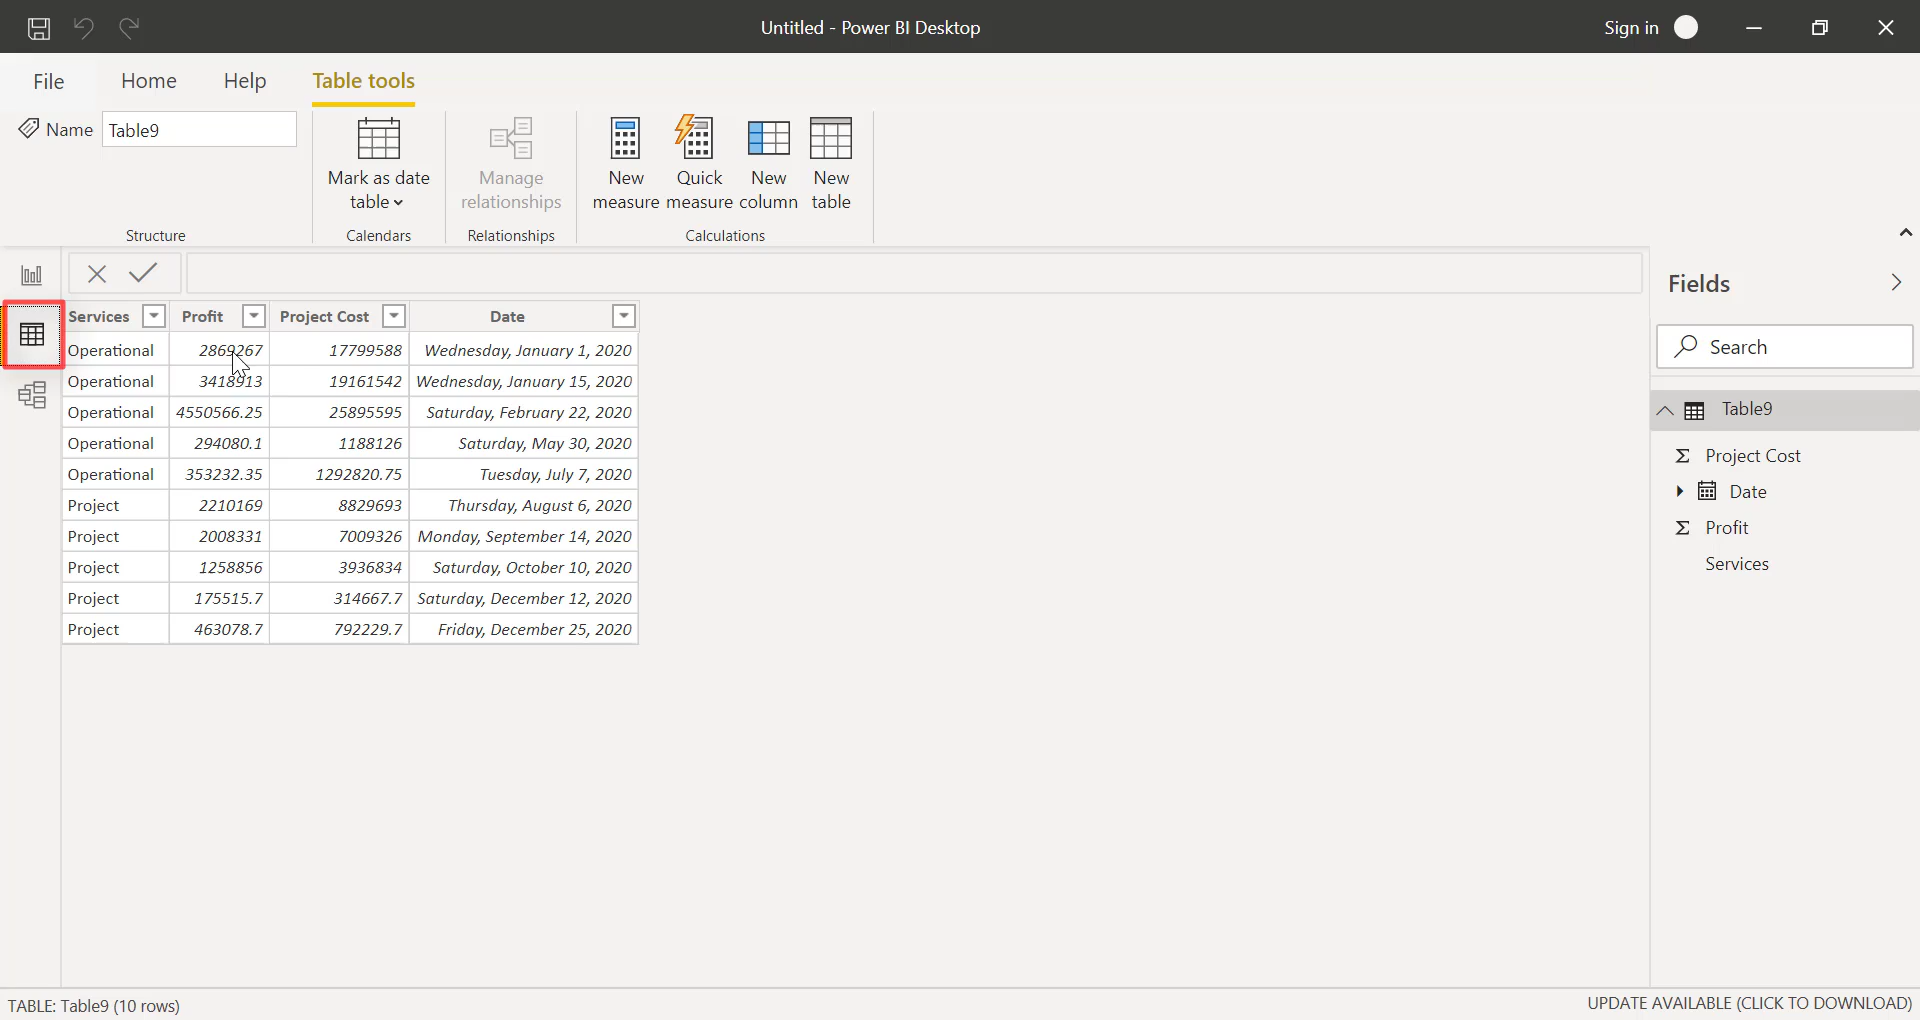 Untitled - Power BI Desktop
Sign in
File Home Help Table tools
Name Table9
Mark as date table
Manage relationships
New measure
Quick measure
New column
New table
Structure Calendars Relationships Calculations
Fields
Services Profit Project Cost Date
Search
Operational 2869267 17799588 Wednesday, January 1, 2020
Operational 3418913 19161542 Wednesday, January 15, 2020
Operational 4550566.25 25895595 Saturday, February 22, 2020
Operational 294080.1 1188126 Saturday, May 30, 2020
Operational 353232.35 1292820.75 Tuesday, July 7, 2020
Project 2210169 8829693 Thursday, August 6, 2020
Project 2008331 7009326 Monday, September 14, 2020
Project 1258856 3936834 Saturday, October 10, 2020
Project 175515.7 314667.7 Saturday, December 12, 2020
Project 463078.7 792229.7 Friday, December 25, 2020
Table9
Σ Project Cost
Date
Σ Profit
Services
TABLE: Table9 (10 rows)
UPDATE AVAILABLE (CLICK TO DOWNLOAD)